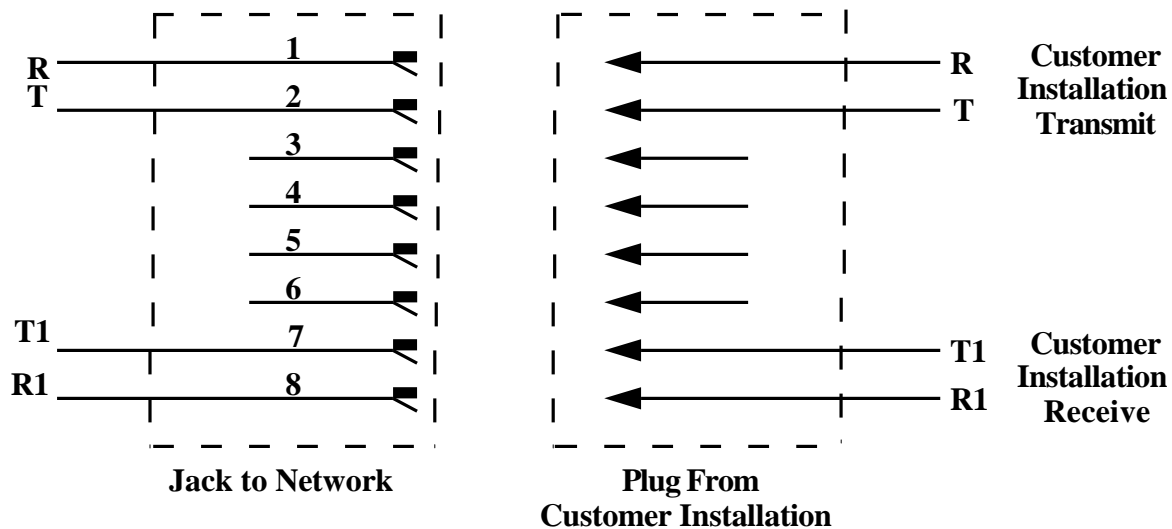 1
R
R
Customer
Installation
Transmit
T
2
T
3
4
5
6
T1
7
T1
Customer
Installation
Receive
R1
8
R1
Jack to Network
Plug From
Customer Installation